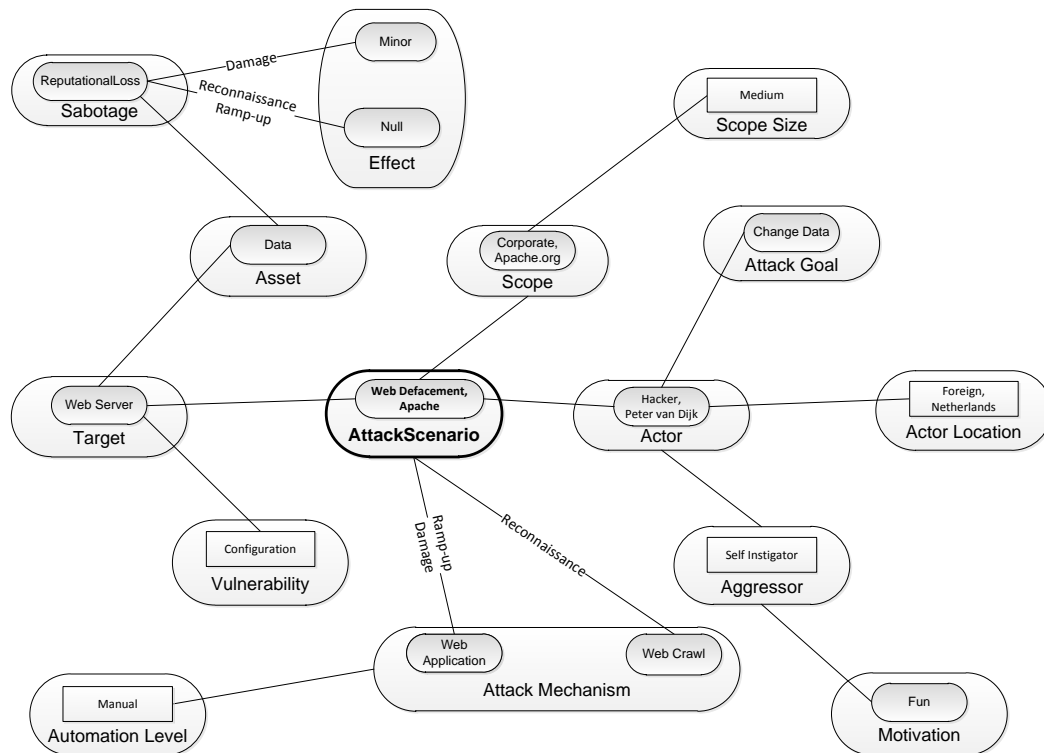 Minor
Damage
ReputationalLoss
Sabotage
Reconnaissance
Ramp-up
Null
Effect
Medium
Scope Size
Data
Asset
Corporate,
Apache.org
Scope
Change Data
Attack Goal
Web Server
Target
Web Defacement,
Apache
AttackScenario
Hacker,
Peter van Dijk
Actor
Foreign,
Netherlands
Actor Location
Ramp-up
Damage
Reconnaissance
Configuration
Vulnerability
Self Instigator
Aggressor
Web
Application
Web Crawl
Attack Mechanism
Manual
Automation Level
Fun
Motivation